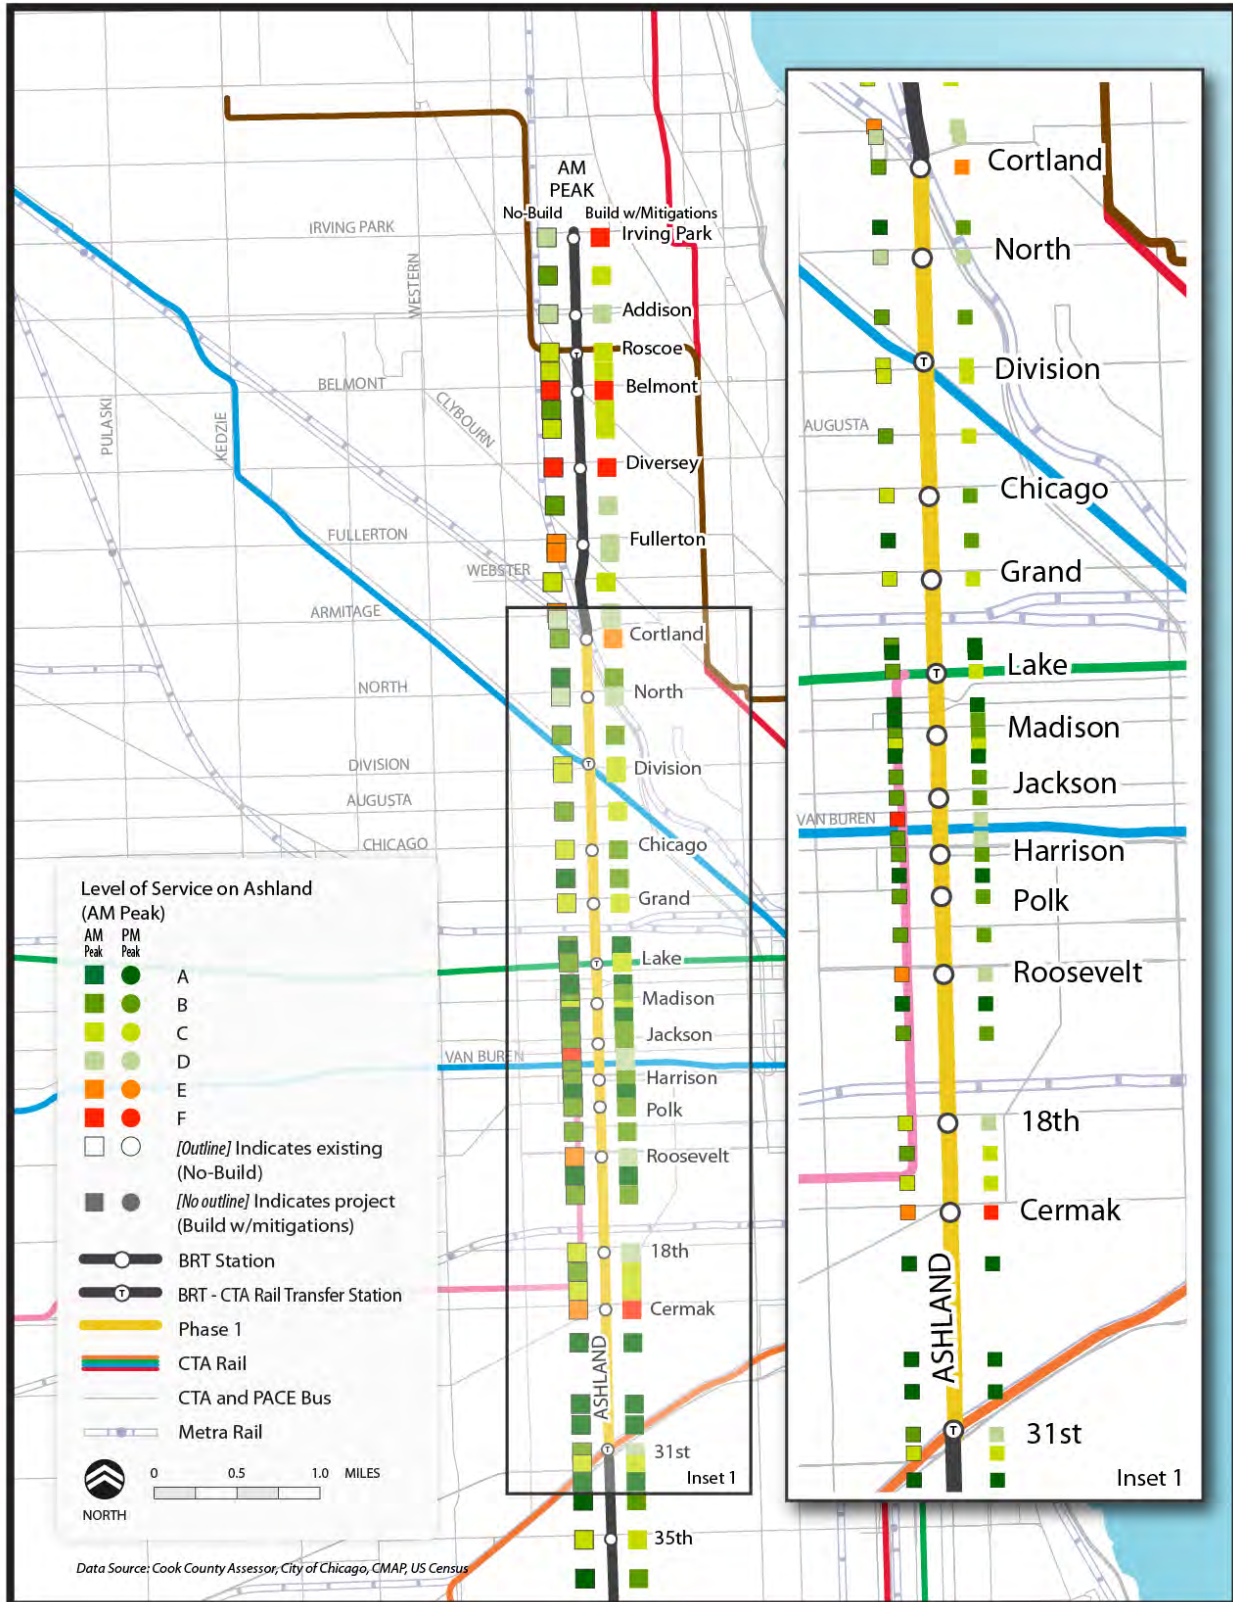 AM
PEAK
No-Build
Build w/Mitigations
Irving Park
Addison
Roscoe
Belmont
Diversey
Fullerton
Cortland
North
Division
Chicago
Grand
Lake
Madison
Jackson
Harrison
Polk
Roosevelt
18th
Cermak
ASHLAND
31st
Inset 1
35th
IRVING PARK
WESTERN
BELMONT
CLYBOURN
PULASKI
KEDZIE
FULLERTON
WEBSTER
ARMITAGE
NORTH
DIVISION
AUGUSTA
CHICAGO
VAN BUREN
Cortland
North
T
Division
AUGUSTA
Chicago
Grand
T
Lake
Madison
Jackson
VAN BUREN
Harrison
Polk
Roosevelt
18th
Cermak
ASHLAND
T
31st
Inset 1
Level of Service on Ashland
(AM Peak)
AM PM
Peak Peak
A
B
C
D
E
F
[Outline] Indicates existing
(No-Build)
[No outline] Indicates project
(Build w/mitigations)
BRT Station
T BRT - CTA Rail Transfer Station
Phase 1
CTA Rail
CTA and PACE Bus
Metra Rail
0 0.5 1.0 MILES
NORTH
Data Source: Cook County Assessor, City of Chicago, CMAP, US Census